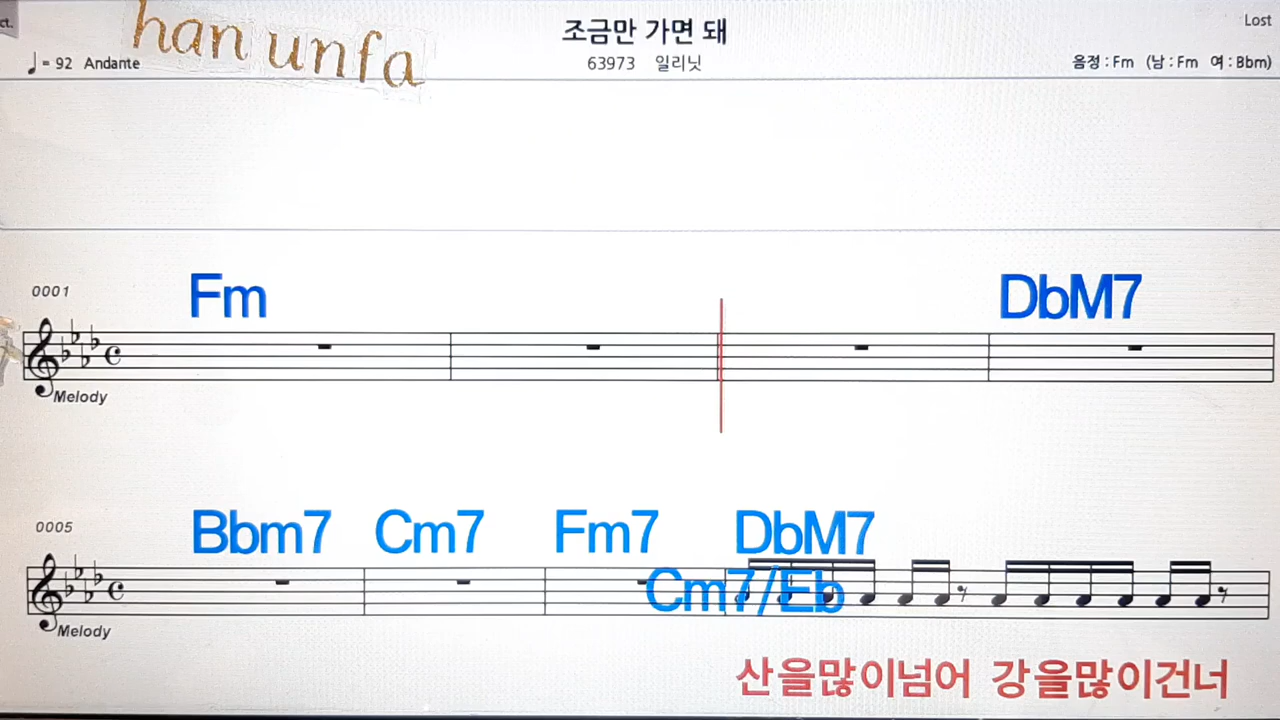 ct.
han unfa
조금만 가면 돼
Lost
= 92 Andante
63973 일리닛
음정 : Fm (남 : Fm 여 : Bbm)
0001
Fm
DbM7
Melody
0005
Bbm7 Cm7 Fm7 DbM7
Cm7/Eb
Melody
산을많이넘어 강을많이건너